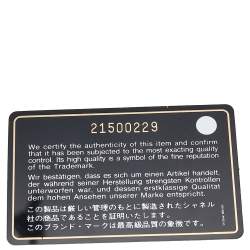 21500229
We certify the authenticity of this item and confirm
that it has been subjected to the most exacting quality
control. Its high quality is a symbol of the fine reputation
of the Trademark.
Wir bestätigen, dass es sich um einen Artikel handelt,
der während seiner Herstellung strengsten Kontrollen
unterworfen war, und dessen erstklassige Qualität
dem hohen Ansehen unserer Marke entspricht.
この製品は厳しい管理のもとに製造されたシャネル
社の商品であることを証明いたします。
このブランド・マークは最高級品質の象徴です。